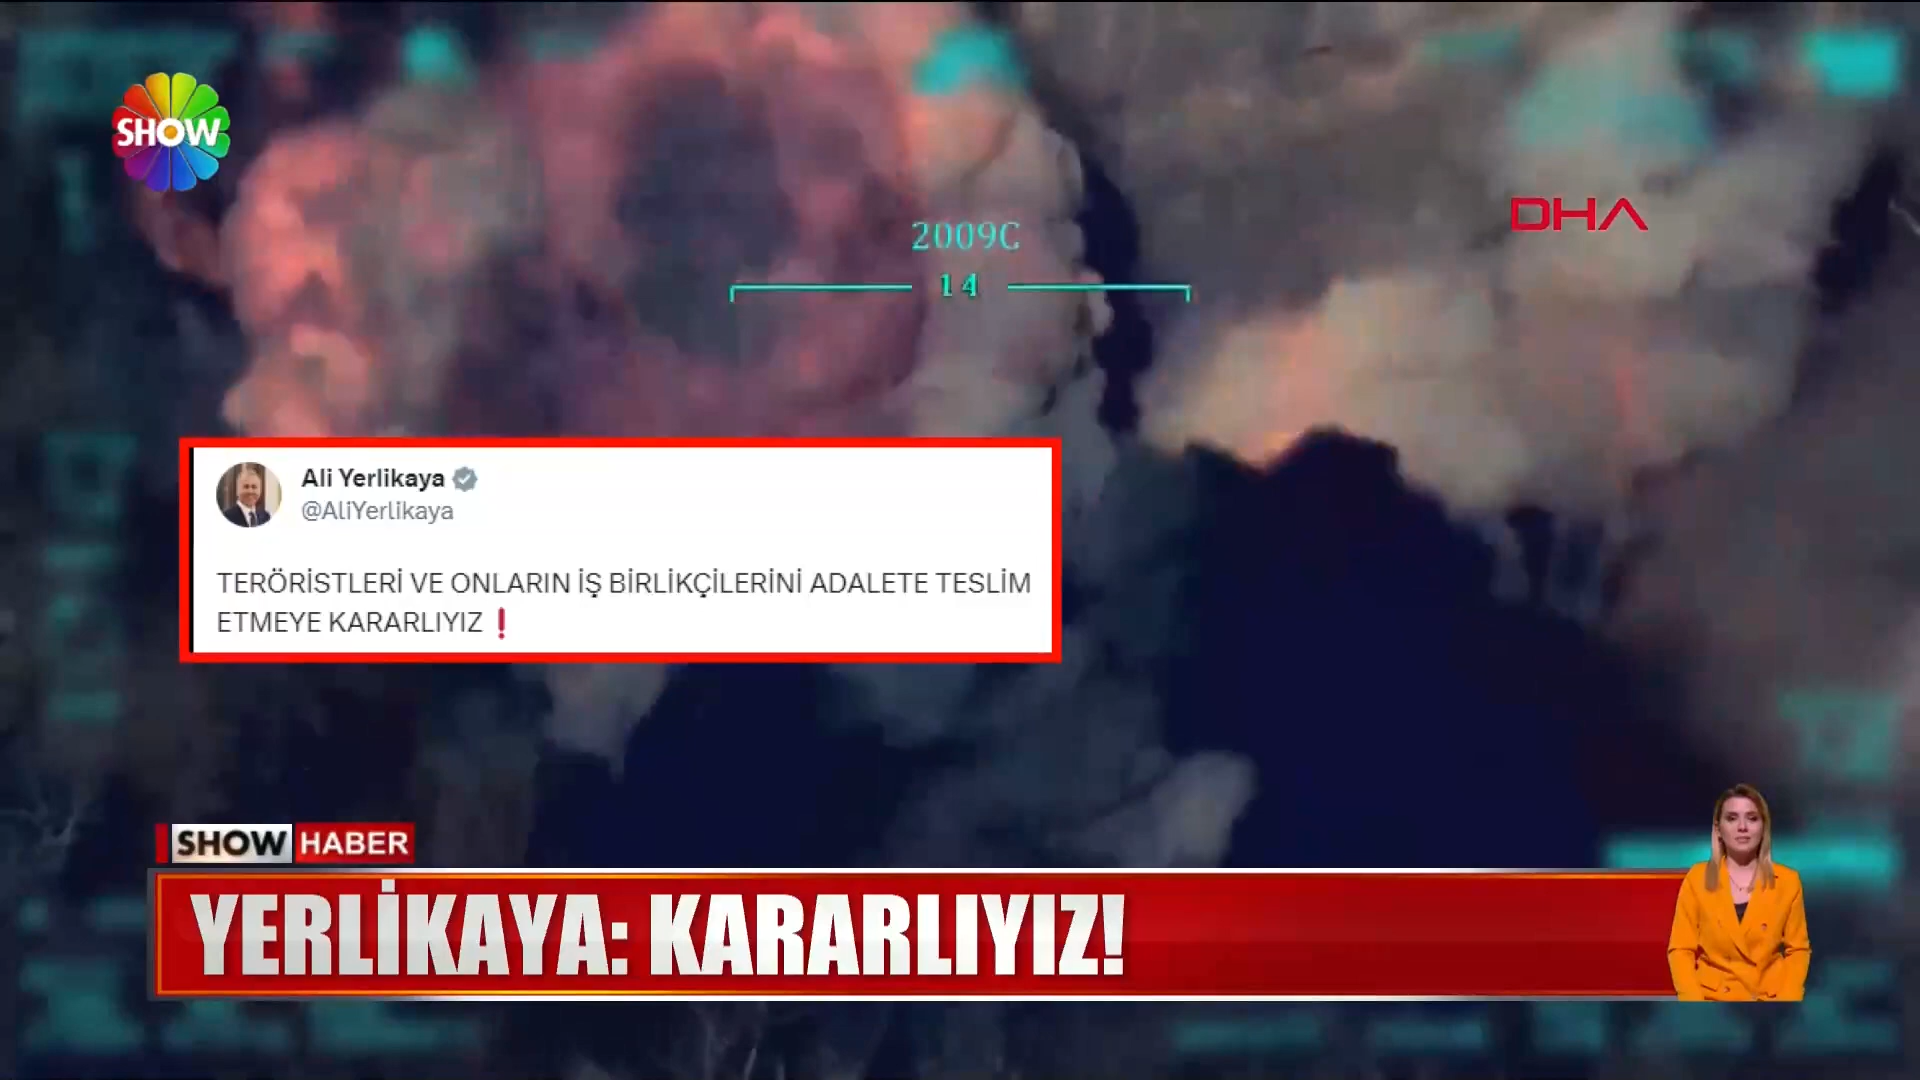 SHOW
DHA
2009C
14
Ali Yerlikaya
@AliYerlikaya
TERÖRİSTLERİ VE ONLARIN İŞ BİRLİKÇİLERİNİ ADALETE TESLİM
ETMEYE KARARLIYIZ❗
SHOW HABER
YERLİKAYA: KARARLIYIZ!